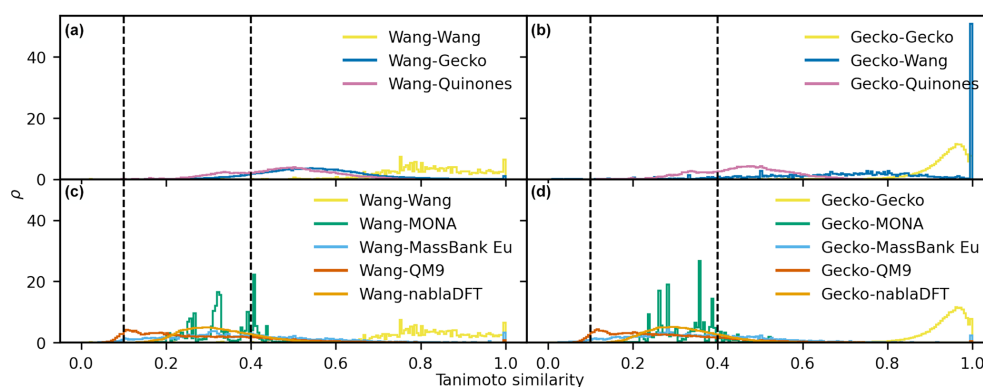 (a)
Wang-Wang
Wang-Gecko
Wang-Quinones
(b)
Gecko-Gecko
Gecko-Wang
Gecko-Quinones
40
20
0
(c)
Wang-Wang
Wang-MONA
Wang-MassBank Eu
Wang-QM9
Wang-nablaDFT
(d)
Gecko-Gecko
Gecko-MONA
Gecko-MassBank Eu
Gecko-QM9
Gecko-nablaDFT
ρ
40
20
0
0.0 0.2 0.4 0.6 0.8 1.0
0.0 0.2 0.4 0.6 0.8 1.0
Tanimoto similarity